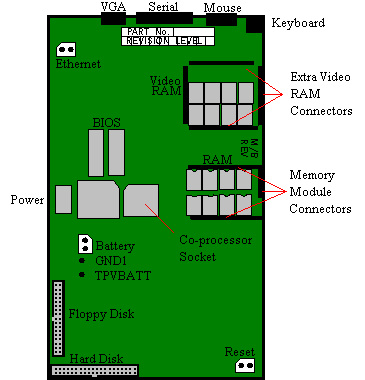 VGA
Serial
Mouse
Keyboard
PART No.
REVISION LEVEL
Ethernet
Video
RAM
Extra Video
RAM
Connectors
BIOS
M/B
REV
RAM
Memory
Module
Connectors
Power
Battery
GND1
TPVBATT
Co-processor
Socket
Floppy Disk
Reset
Hard Disk